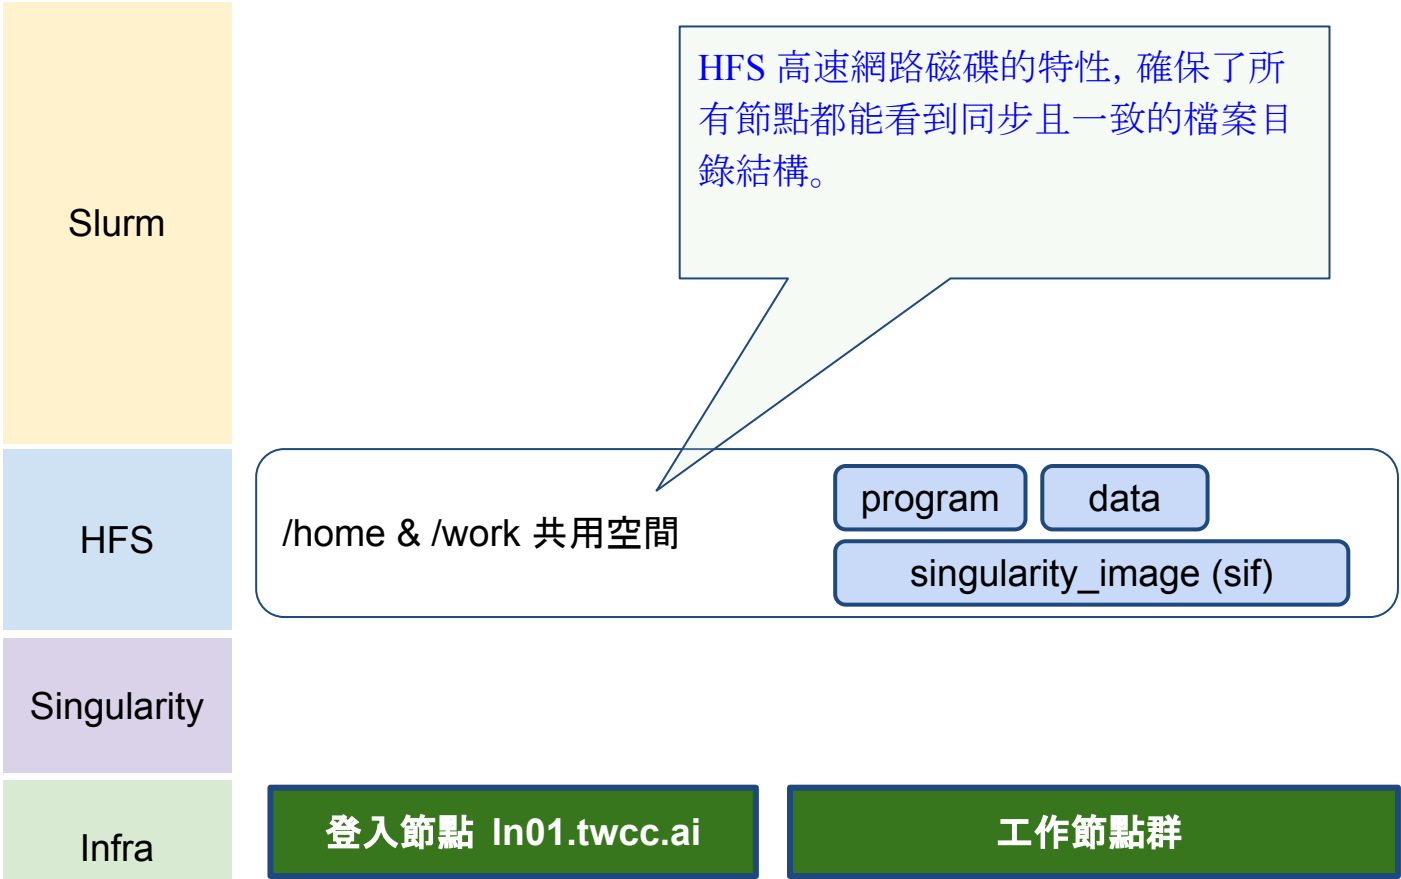 HFS 高速網路磁碟的特性, 確保了所
有節點都能看到同步且一致的檔案目
錄結構。
Slurm
HFS
/home & /work 共用空間
program
data
singularity_image (sif)
Singularity
Infra
登入節點 ln01.twcc.ai
工作節點群